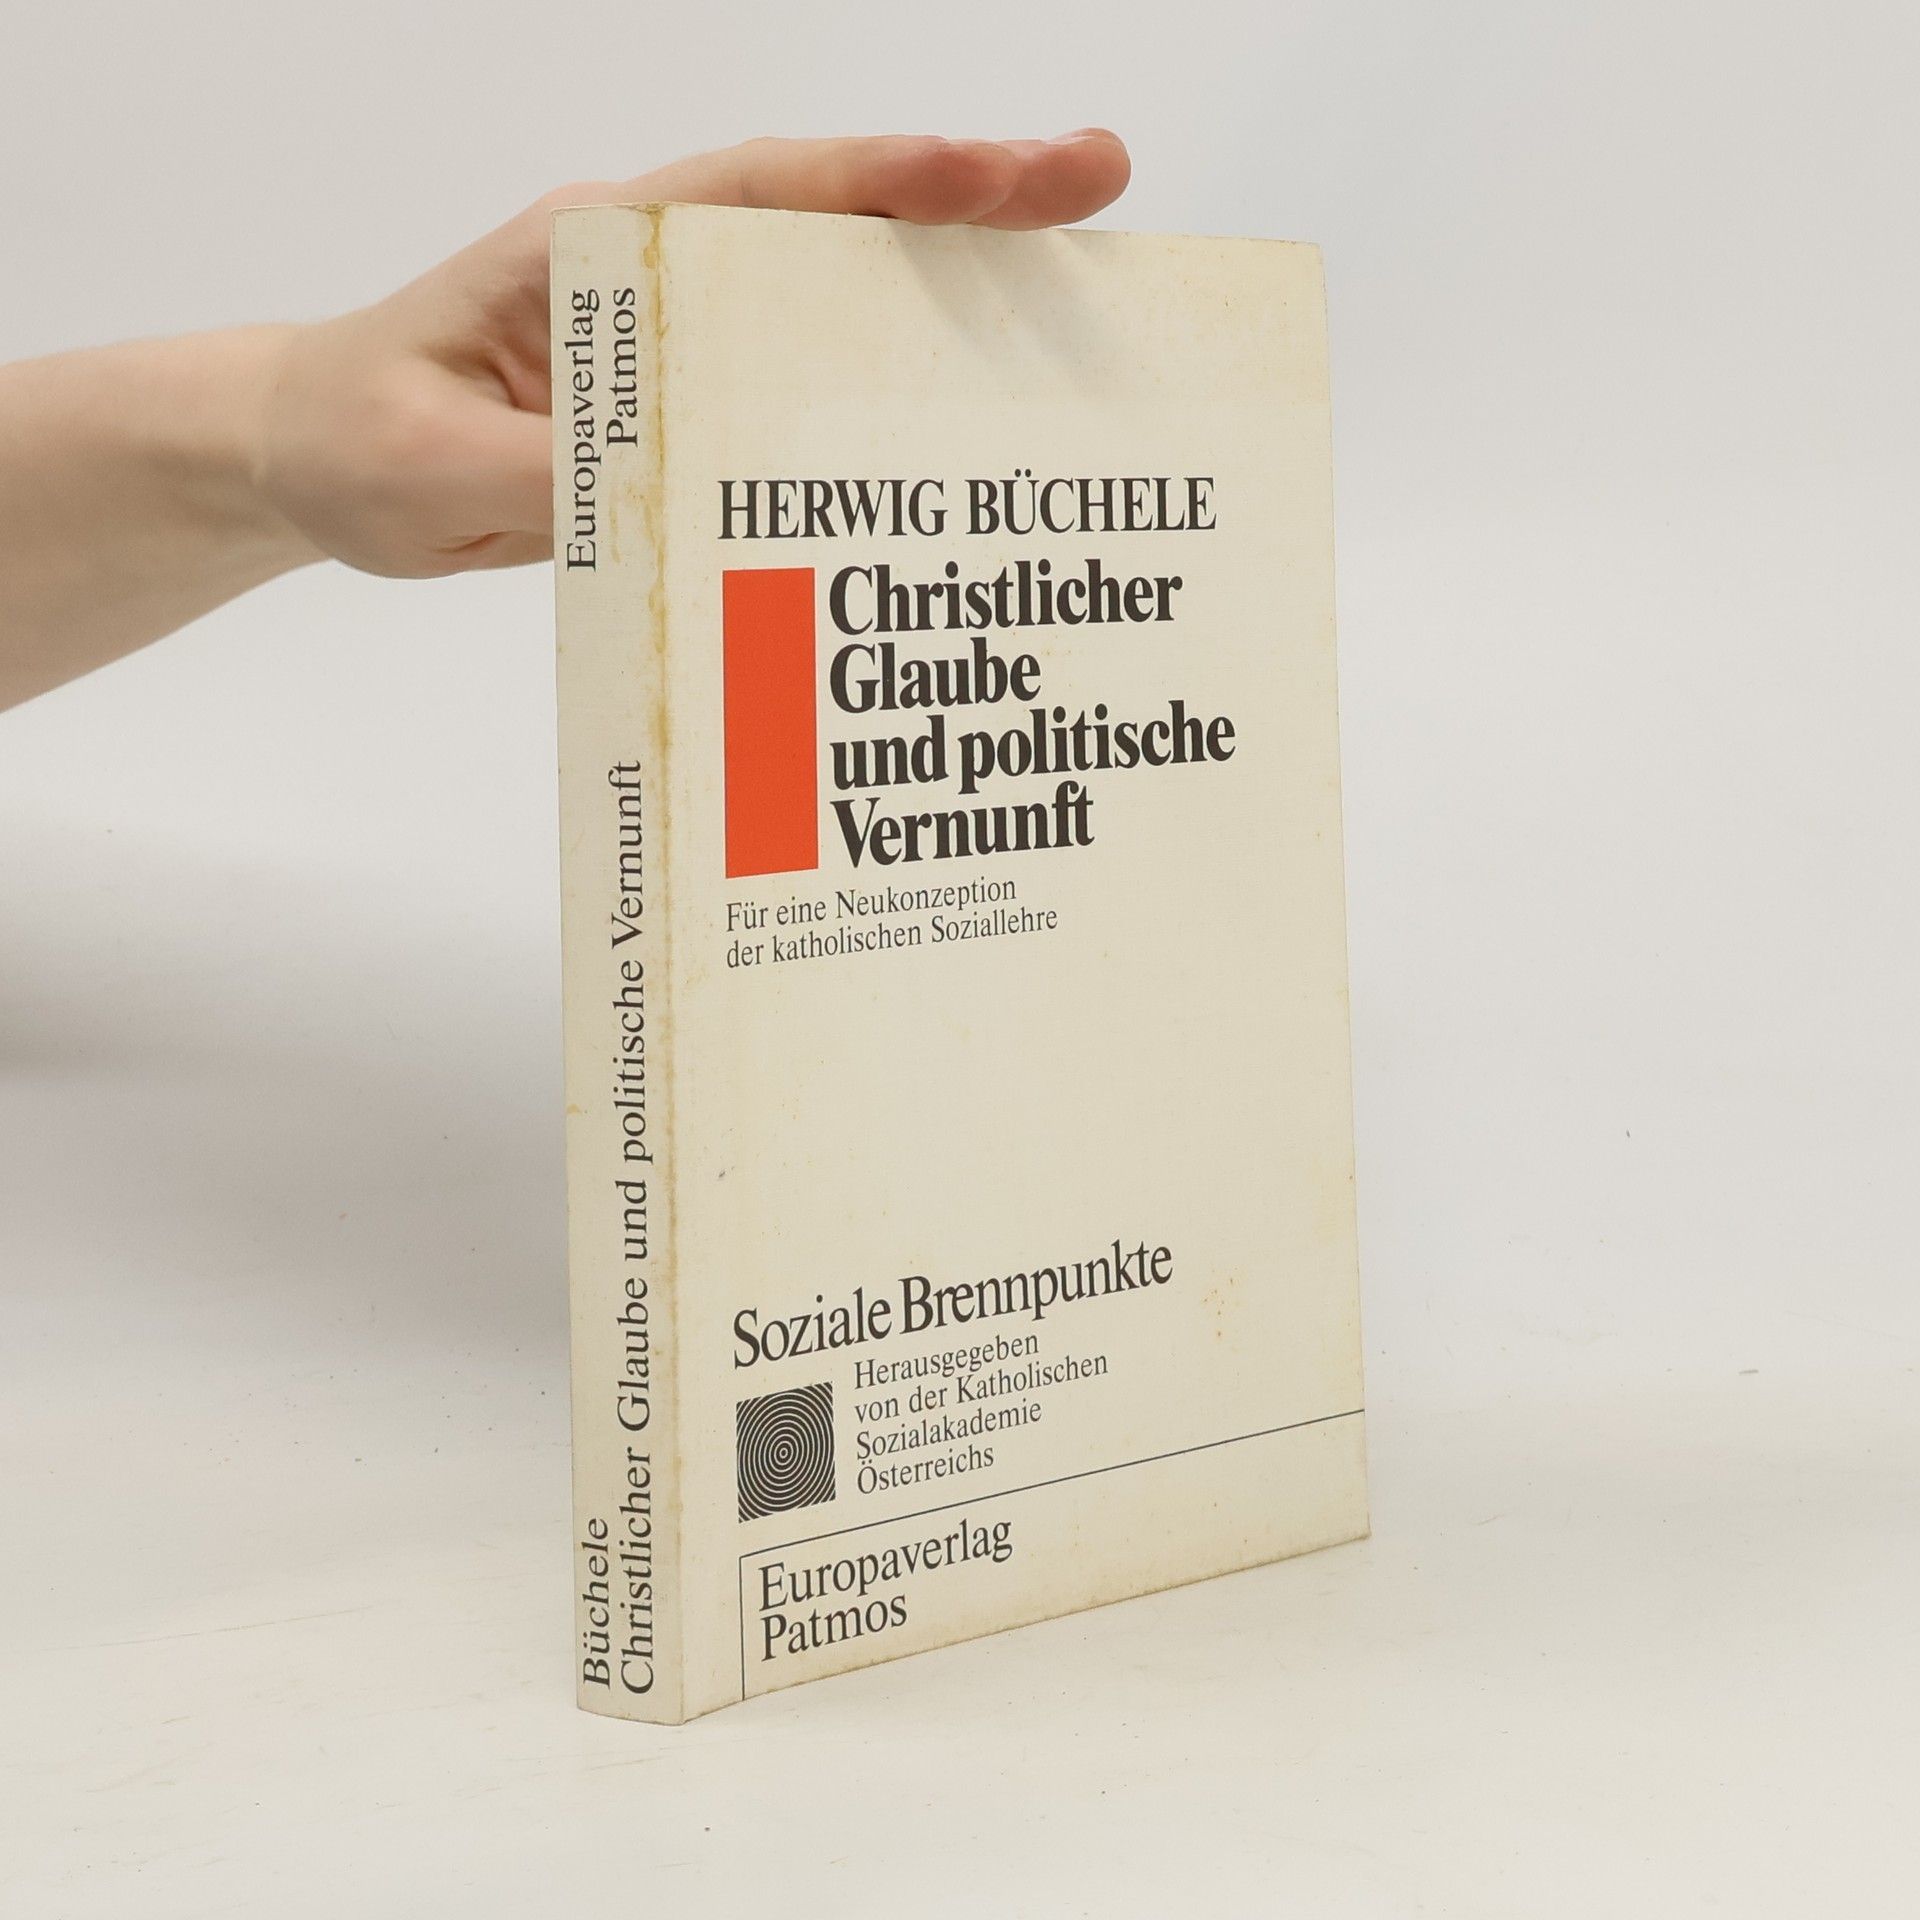 Europaverlag
Patmos
Büchele
Christlicher Glaube und politische Vernunft
HERWIG BÜCHELE
Christlicher
Glaube
und politische
Vernunft
Für eine Neukonzeption
der katholischen Soziallehre
Soziale Brennpunkte
Herausgegeben
von der Katholischen
Sozialakademie
Österreichs
Europaverlag
Patmos